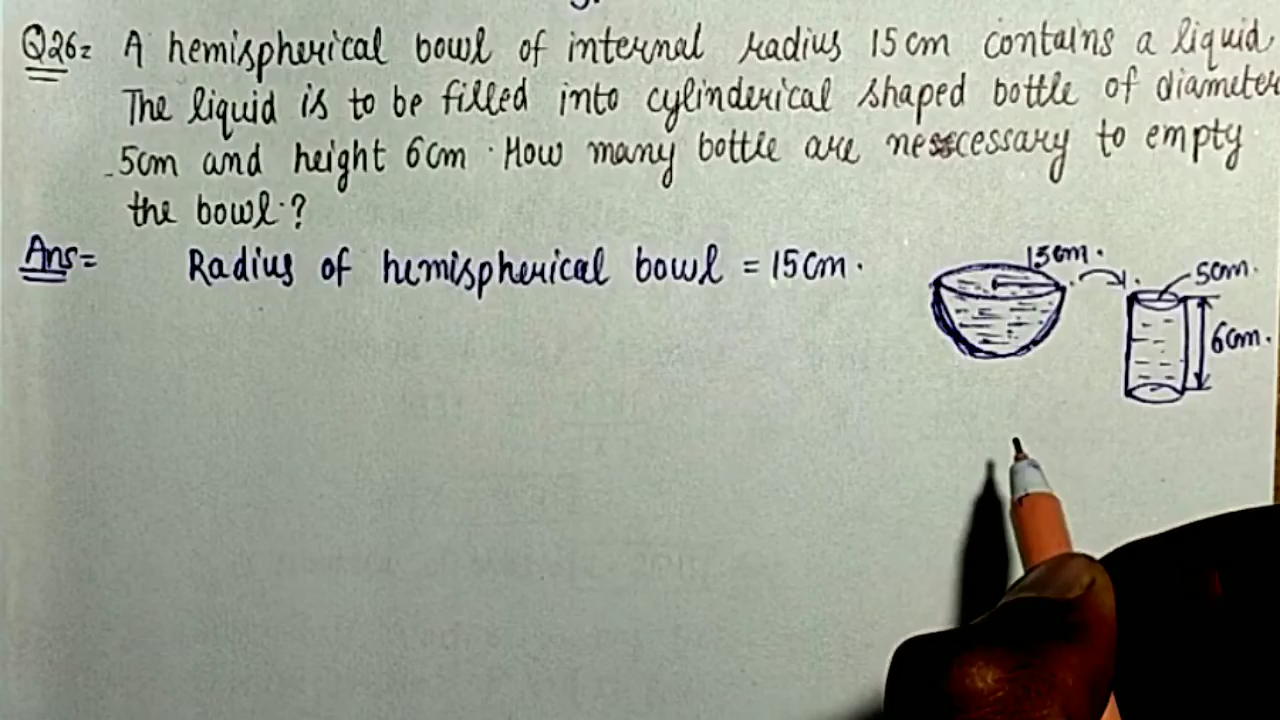 Q26= A hemispherical bowl of internal radius 15cm contains a liquid.
The liquid is to be filled into cylinderical shaped bottle of diameter
5cm and height 6cm. How many bottle are nesscessary to empty
the bowl.?
Ans= Radius of hemispherical bowl = 15cm.
15cm.
5cm.
6cm.